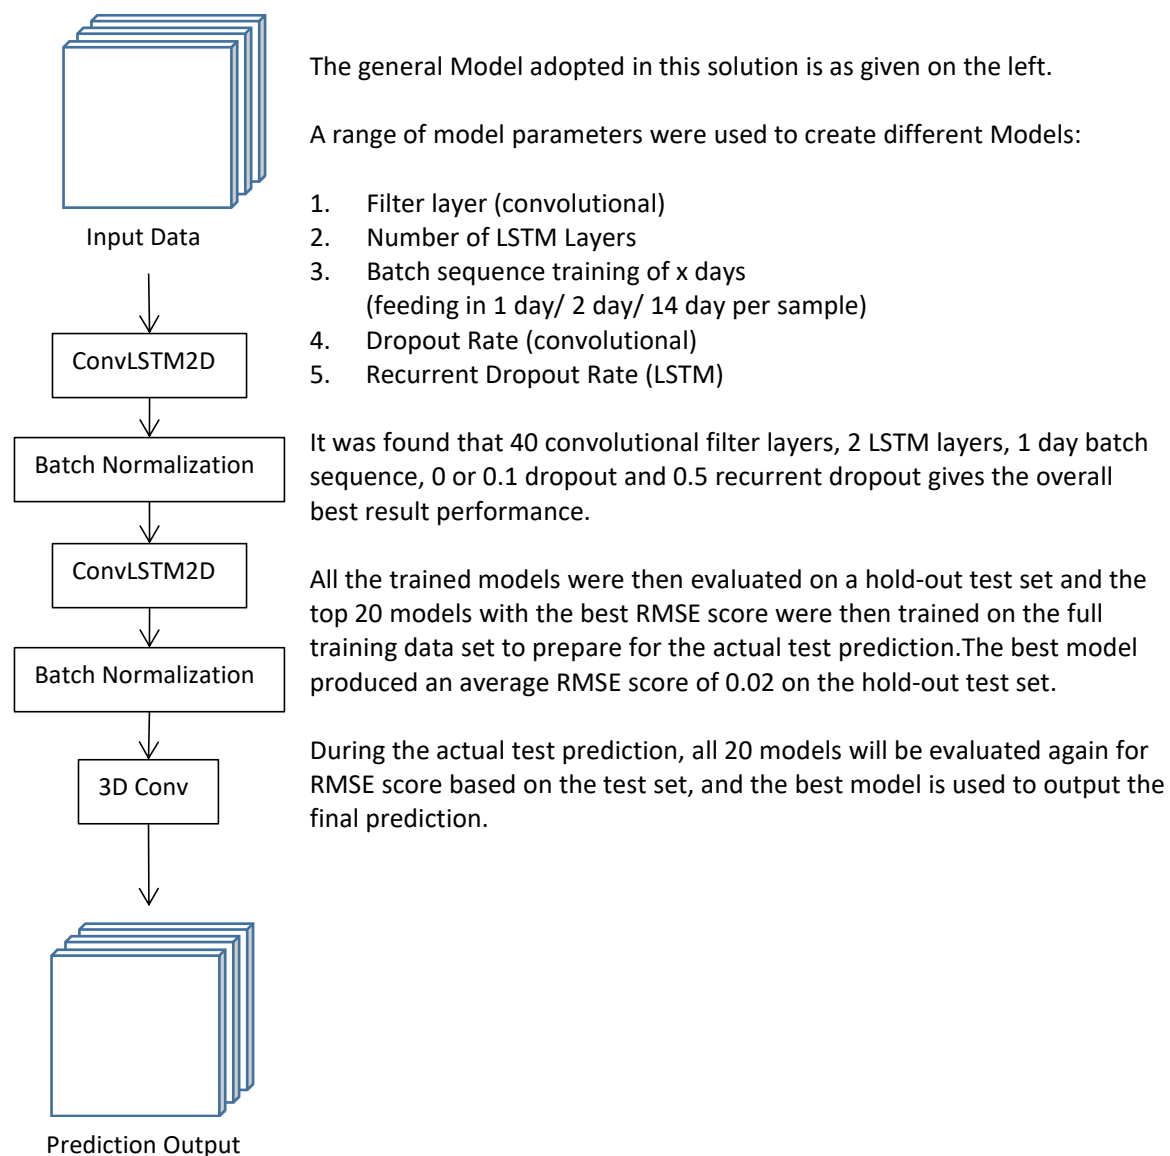 Input Data
ConvLSTM2D
Batch Normalization
ConvLSTM2D
Batch Normalization
3D Conv
Prediction Output
The general Model adopted in this solution is as given on the left.
A range of model parameters were used to create different Models:
1. Filter layer (convolutional)
2. Number of LSTM Layers
3. Batch sequence training of x days
(feeding in 1 day/ 2 day/ 14 day per sample)
4. Dropout Rate (convolutional)
5. Recurrent Dropout Rate (LSTM)
It was found that 40 convolutional filter layers, 2 LSTM layers, 1 day batch
sequence, 0 or 0.1 dropout and 0.5 recurrent dropout gives the overall
best result performance.
All the trained models were then evaluated on a hold-out test set and the
top 20 models with the best RMSE score were then trained on the full
training data set to prepare for the actual test prediction.The best model
produced an average RMSE score of 0.02 on the hold-out test set.
During the actual test prediction, all 20 models will be evaluated again for
RMSE score based on the test set, and the best model is used to output the
final prediction.